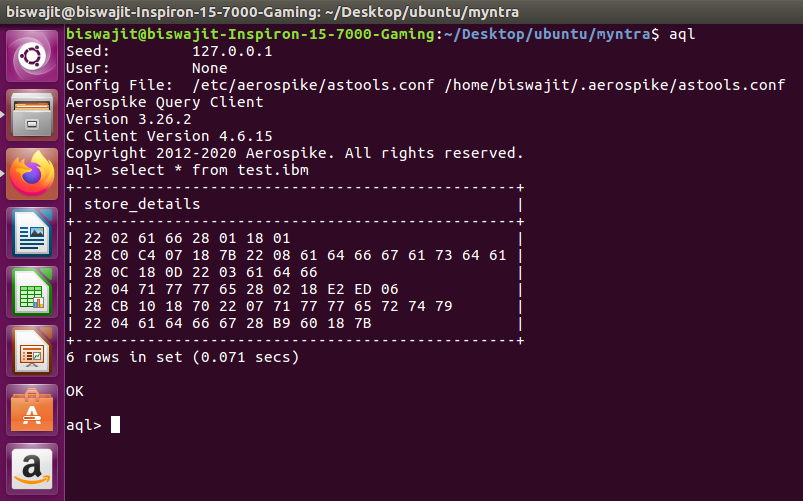 biswajit@biswajit-Inspiron-15-7000-Gaming: ~/Desktop/ubuntu/myntra
biswajit@biswajit-Inspiron-15-7000-Gaming:~/Desktop/ubuntu/myntra$ aql
Seed:         127.0.0.1
User:         None
Config File:  /etc/aerospike/astools.conf /home/biswajit/.aerospike/astools.conf
Aerospike Query Client
Version 3.26.2
C Client Version 4.6.15
Copyright 2012-2020 Aerospike. All rights reserved.
aql> select * from test.ibm
+-------------------------------------------------+
| store_details                                   |
+-------------------------------------------------+
| 22 02 61 66 28 01 18 01                         |
| 28 C0 C4 07 18 7B 22 08 61 64 66 67 61 73 64 61 |
| 28 0C 18 0D 22 03 61 64 66                      |
| 22 04 71 77 77 65 28 02 18 E2 ED 06             |
| 28 CB 10 18 70 22 07 71 77 77 65 72 74 79       |
| 22 04 61 64 66 67 28 B9 60 18 7B                |
+-------------------------------------------------+
6 rows in set (0.071 secs)
OK
aql>